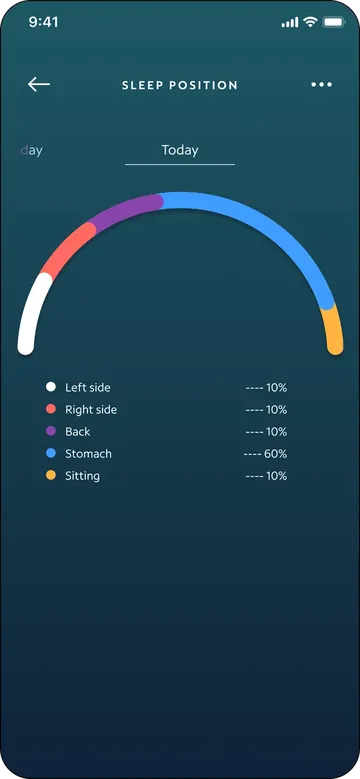 9:41
SLEEP POSITION
day Today
Left side ---- 10%
Right side ---- 10%
Back ---- 10%
Stomach ---- 60%
Sitting ---- 10%